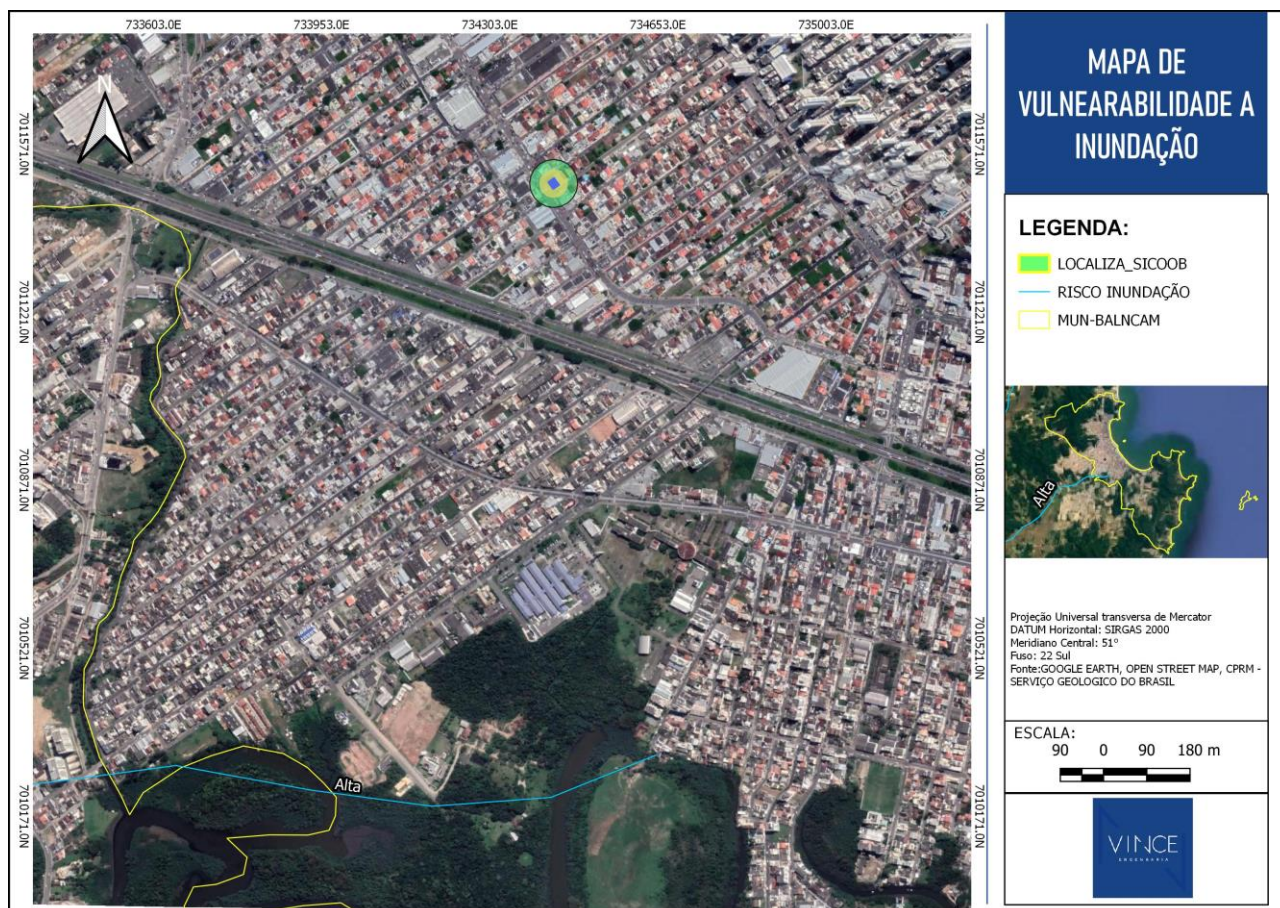 733603.0E 733953.0E 734303.0E 734653.0E 735003.0E
N
7011571.0N
7011221.0N
7010871.0N
7010521.0N
7010171.0N
Alta
7011571.0N
7011221.0N
7010871.0N
7010521.0N
7010171.0N
MAPA DE
VULNEARABILIDADE A
INUNDAÇÃO
LEGENDA:
LOCALIZA_SICOOB
RISCO INUNDAÇÃO
MUN-BALNCAM
Alta
Projeção Universal transversa de Mercator
DATUM Horizontal: SIRGAS 2000
Meridiano Central: 51°
Fuso: 22 Sul
Fonte:GOOGLE EARTH, OPEN STREET MAP, CPRM -
SERVIÇO GEOLOGICO DO BRASIL
ESCALA:
90 0 90 180 m
VINCE
ENGENHARIA